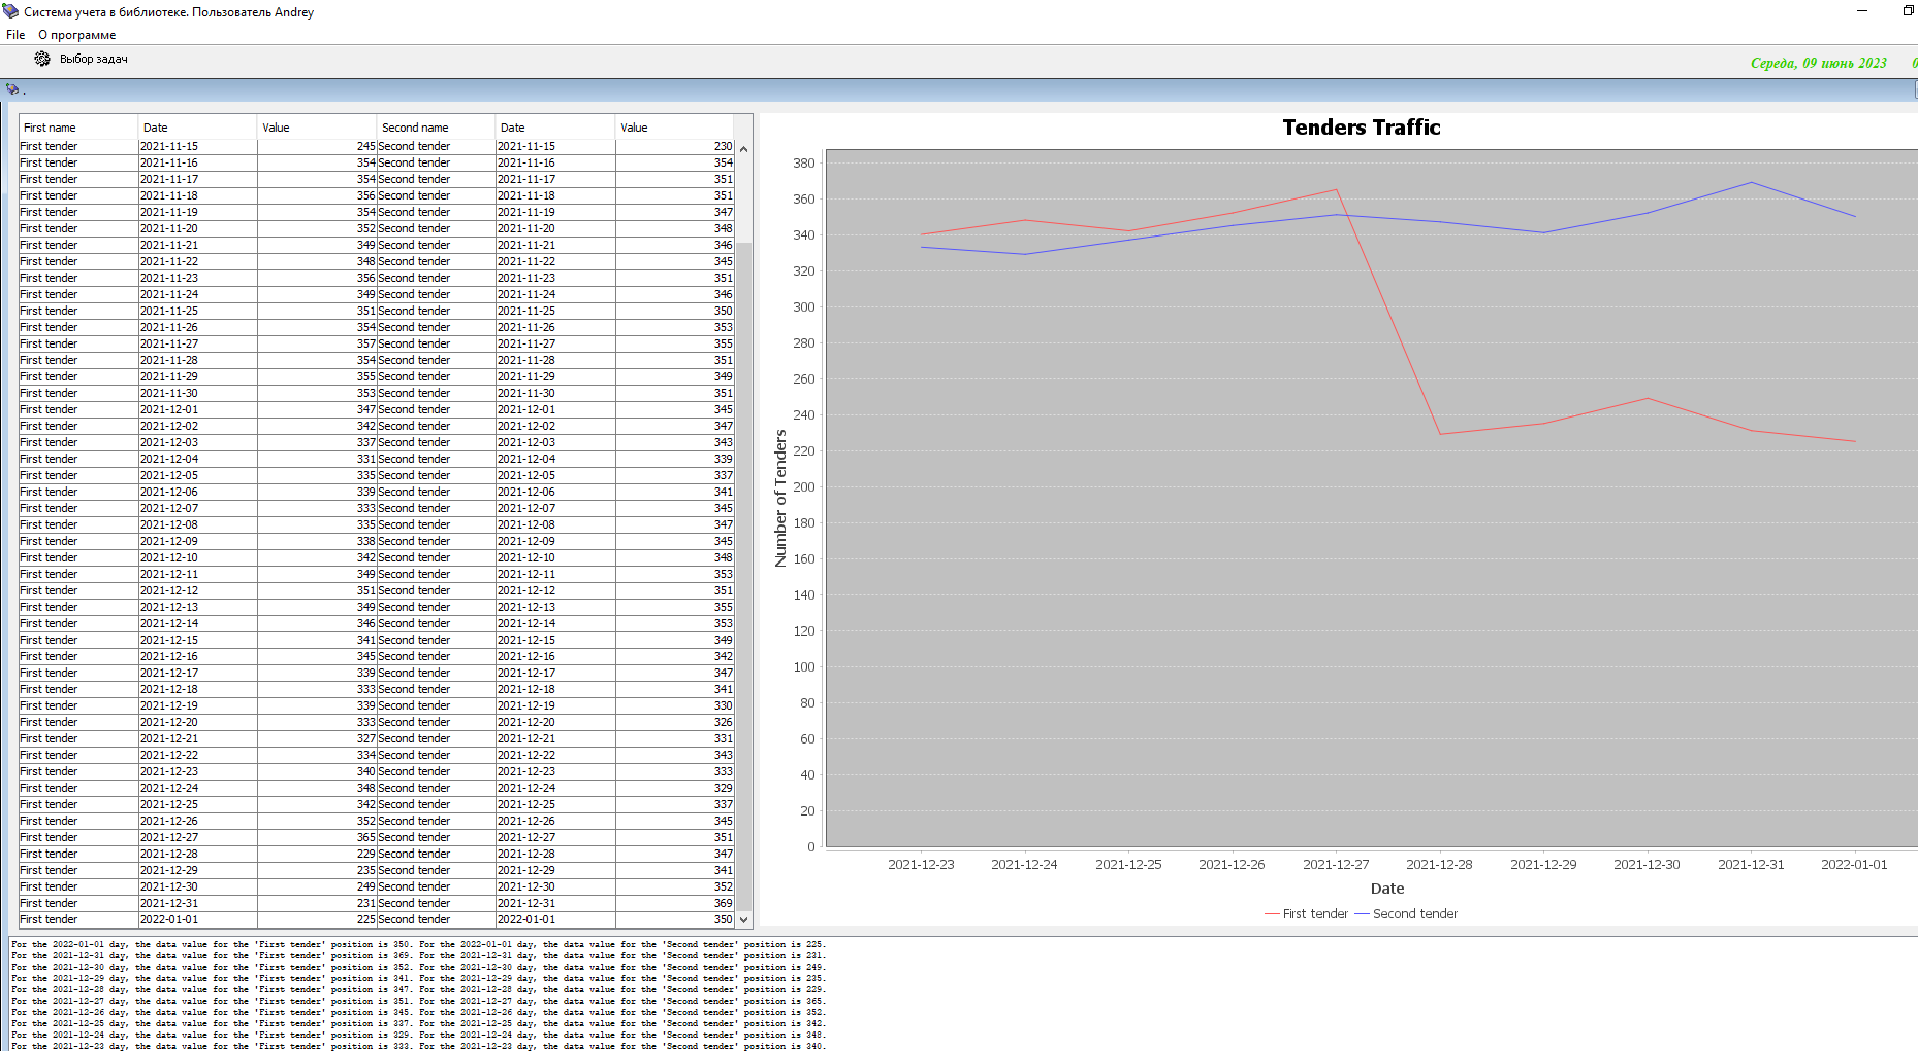 Система учета в библиотеке. Пользователь Andrey
File О программе
Выбор задач
Середа, 09 июнь 2023 0
.
First name Date Value Second name Date Value
First tender 2021-11-15 245 Second tender 2021-11-15 230
First tender 2021-11-16 354 Second tender 2021-11-16 354
First tender 2021-11-17 354 Second tender 2021-11-17 351
First tender 2021-11-18 356 Second tender 2021-11-18 351
First tender 2021-11-19 354 Second tender 2021-11-19 347
First tender 2021-11-20 352 Second tender 2021-11-20 348
First tender 2021-11-21 349 Second tender 2021-11-21 346
First tender 2021-11-22 348 Second tender 2021-11-22 345
First tender 2021-11-23 356 Second tender 2021-11-23 351
First tender 2021-11-24 349 Second tender 2021-11-24 346
First tender 2021-11-25 351 Second tender 2021-11-25 350
First tender 2021-11-26 354 Second tender 2021-11-26 353
First tender 2021-11-27 357 Second tender 2021-11-27 355
First tender 2021-11-28 354 Second tender 2021-11-28 351
First tender 2021-11-29 355 Second tender 2021-11-29 349
First tender 2021-11-30 353 Second tender 2021-11-30 351
First tender 2021-12-01 347 Second tender 2021-12-01 345
First tender 2021-12-02 342 Second tender 2021-12-02 347
First tender 2021-12-03 337 Second tender 2021-12-03 343
First tender 2021-12-04 331 Second tender 2021-12-04 339
First tender 2021-12-05 335 Second tender 2021-12-05 337
First tender 2021-12-06 339 Second tender 2021-12-06 341
First tender 2021-12-07 333 Second tender 2021-12-07 345
First tender 2021-12-08 335 Second tender 2021-12-08 347
First tender 2021-12-09 338 Second tender 2021-12-09 345
First tender 2021-12-10 342 Second tender 2021-12-10 348
First tender 2021-12-11 349 Second tender 2021-12-11 353
First tender 2021-12-12 351 Second tender 2021-12-12 351
First tender 2021-12-13 349 Second tender 2021-12-13 355
First tender 2021-12-14 346 Second tender 2021-12-14 353
First tender 2021-12-15 341 Second tender 2021-12-15 349
First tender 2021-12-16 345 Second tender 2021-12-16 342
First tender 2021-12-17 339 Second tender 2021-12-17 347
First tender 2021-12-18 333 Second tender 2021-12-18 341
First tender 2021-12-19 339 Second tender 2021-12-19 330
First tender 2021-12-20 333 Second tender 2021-12-20 326
First tender 2021-12-21 327 Second tender 2021-12-21 331
First tender 2021-12-22 334 Second tender 2021-12-22 343
First tender 2021-12-23 340 Second tender 2021-12-23 333
First tender 2021-12-24 348 Second tender 2021-12-24 329
First tender 2021-12-25 342 Second tender 2021-12-25 337
First tender 2021-12-26 352 Second tender 2021-12-26 345
First tender 2021-12-27 365 Second tender 2021-12-27 351
First tender 2021-12-28 229 Second tender 2021-12-28 347
First tender 2021-12-29 235 Second tender 2021-12-29 341
First tender 2021-12-30 249 Second tender 2021-12-30 352
First tender 2021-12-31 231 Second tender 2021-12-31 369
First tender 2022-01-01 225 Second tender 2022-01-01 350
Tenders Traffic
Number of Tenders
380
360
340
320
300
280
260
240
220
200
180
160
140
120
100
80
60
40
20
0
2021-12-23 2021-12-24 2021-12-25 2021-12-26 2021-12-27 2021-12-28 2021-12-29 2021-12-30 2021-12-31 2022-01-01
Date
First tender Second tender
For the 2022-01-01 day, the data value for the 'First tender' position is 350. For the 2022-01-01 day, the data value for the 'Second tender' position is 225.
For the 2021-12-31 day, the data value for the 'First tender' position is 369. For the 2021-12-31 day, the data value for the 'Second tender' position is 231.
For the 2021-12-30 day, the data value for the 'First tender' position is 352. For the 2021-12-30 day, the data value for the 'Second tender' position is 249.
For the 2021-12-29 day, the data value for the 'First tender' position is 341. For the 2021-12-29 day, the data value for the 'Second tender' position is 235.
For the 2021-12-28 day, the data value for the 'First tender' position is 347. For the 2021-12-28 day, the data value for the 'Second tender' position is 229.
For the 2021-12-27 day, the data value for the 'First tender' position is 351. For the 2021-12-27 day, the data value for the 'Second tender' position is 365.
For the 2021-12-26 day, the data value for the 'First tender' position is 345. For the 2021-12-26 day, the data value for the 'Second tender' position is 352.
For the 2021-12-25 day, the data value for the 'First tender' position is 337. For the 2021-12-25 day, the data value for the 'Second tender' position is 342.
For the 2021-12-24 day, the data value for the 'First tender' position is 329. For the 2021-12-24 day, the data value for the 'Second tender' position is 348.
For the 2021-12-23 day, the data value for the 'First tender' position is 333. For the 2021-12-23 day, the data value for the 'Second tender' position is 340.